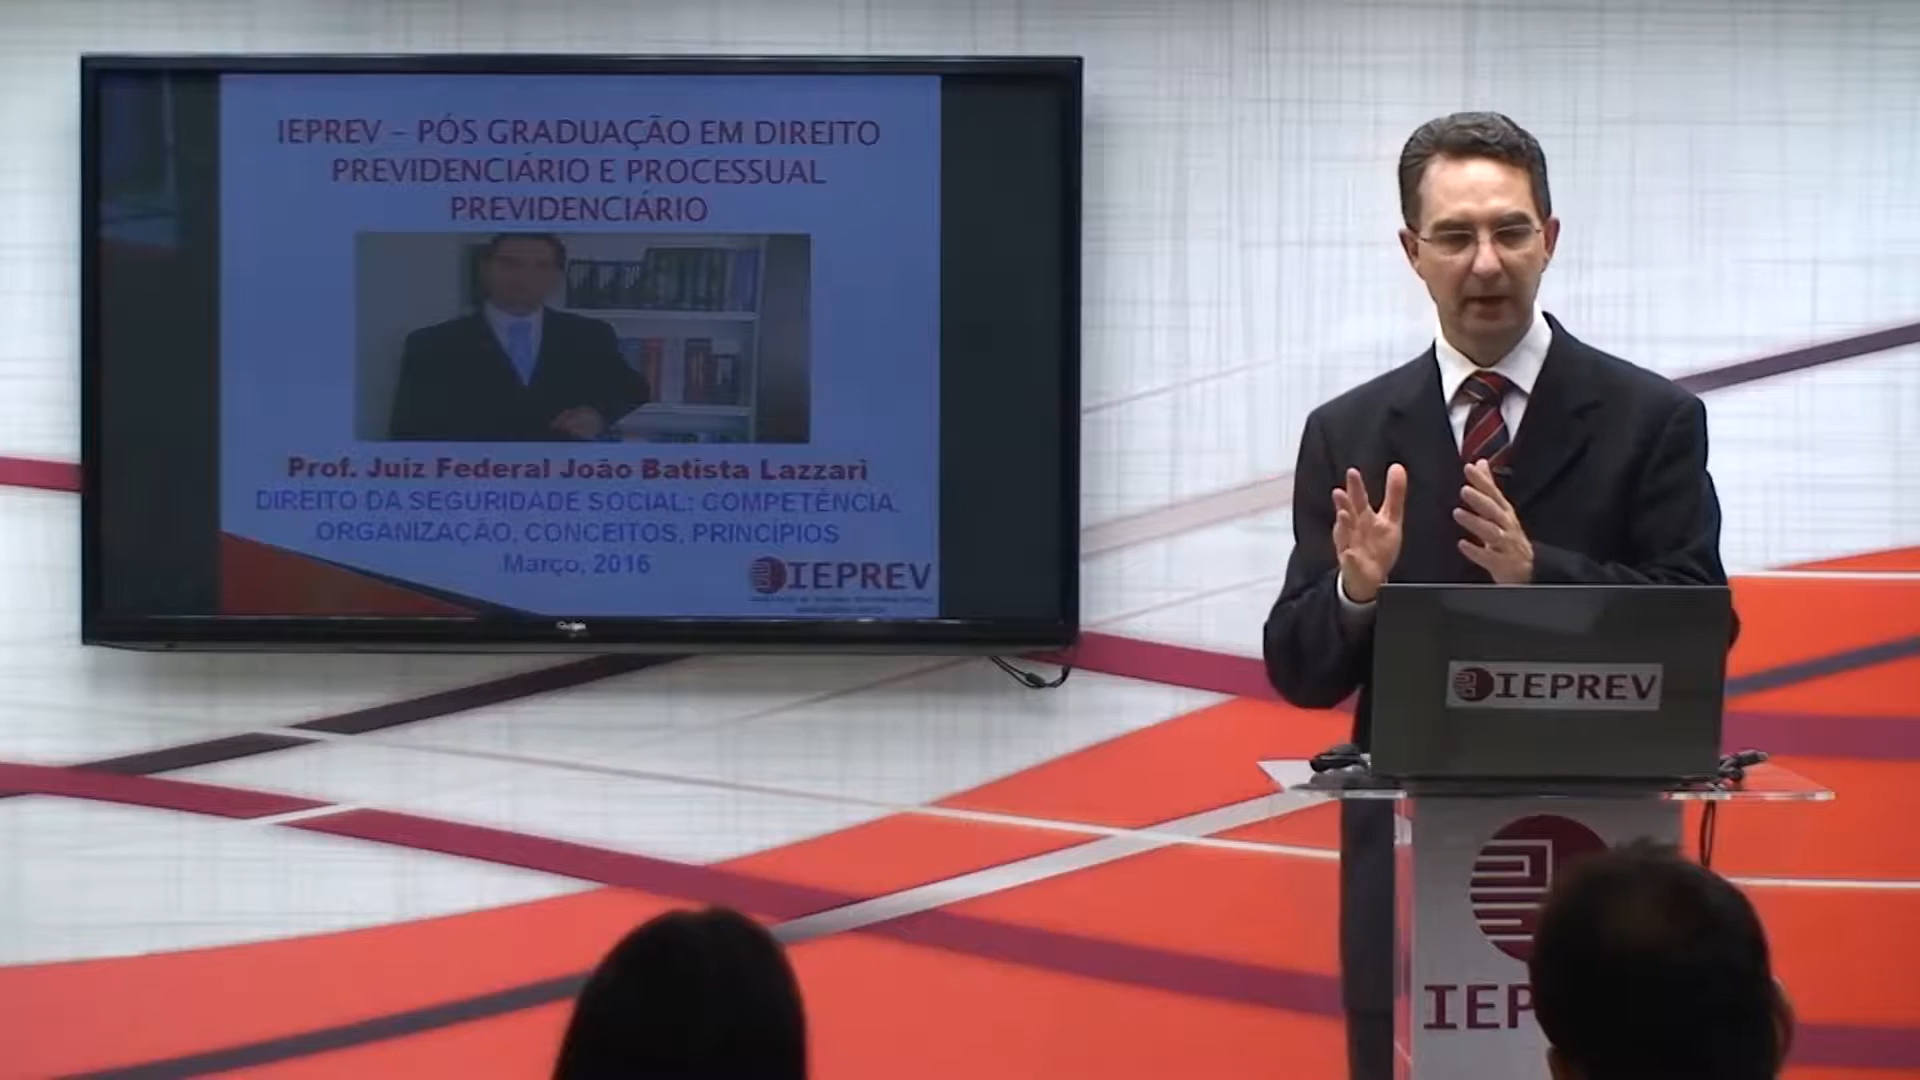 IEPREV – PÓS GRADUAÇÃO EM DIREITO
PREVIDENCIÁRIO E PROCESSUAL
PREVIDENCIÁRIO
Prof. Juiz Federal João Batista Lazzari
DIREITO DA SEGURIDADE SOCIAL: COMPETÊNCIA,
ORGANIZAÇÃO, CONCEITOS, PRINCÍPIOS
Março, 2016
IEPREV
IEPREV
IEP